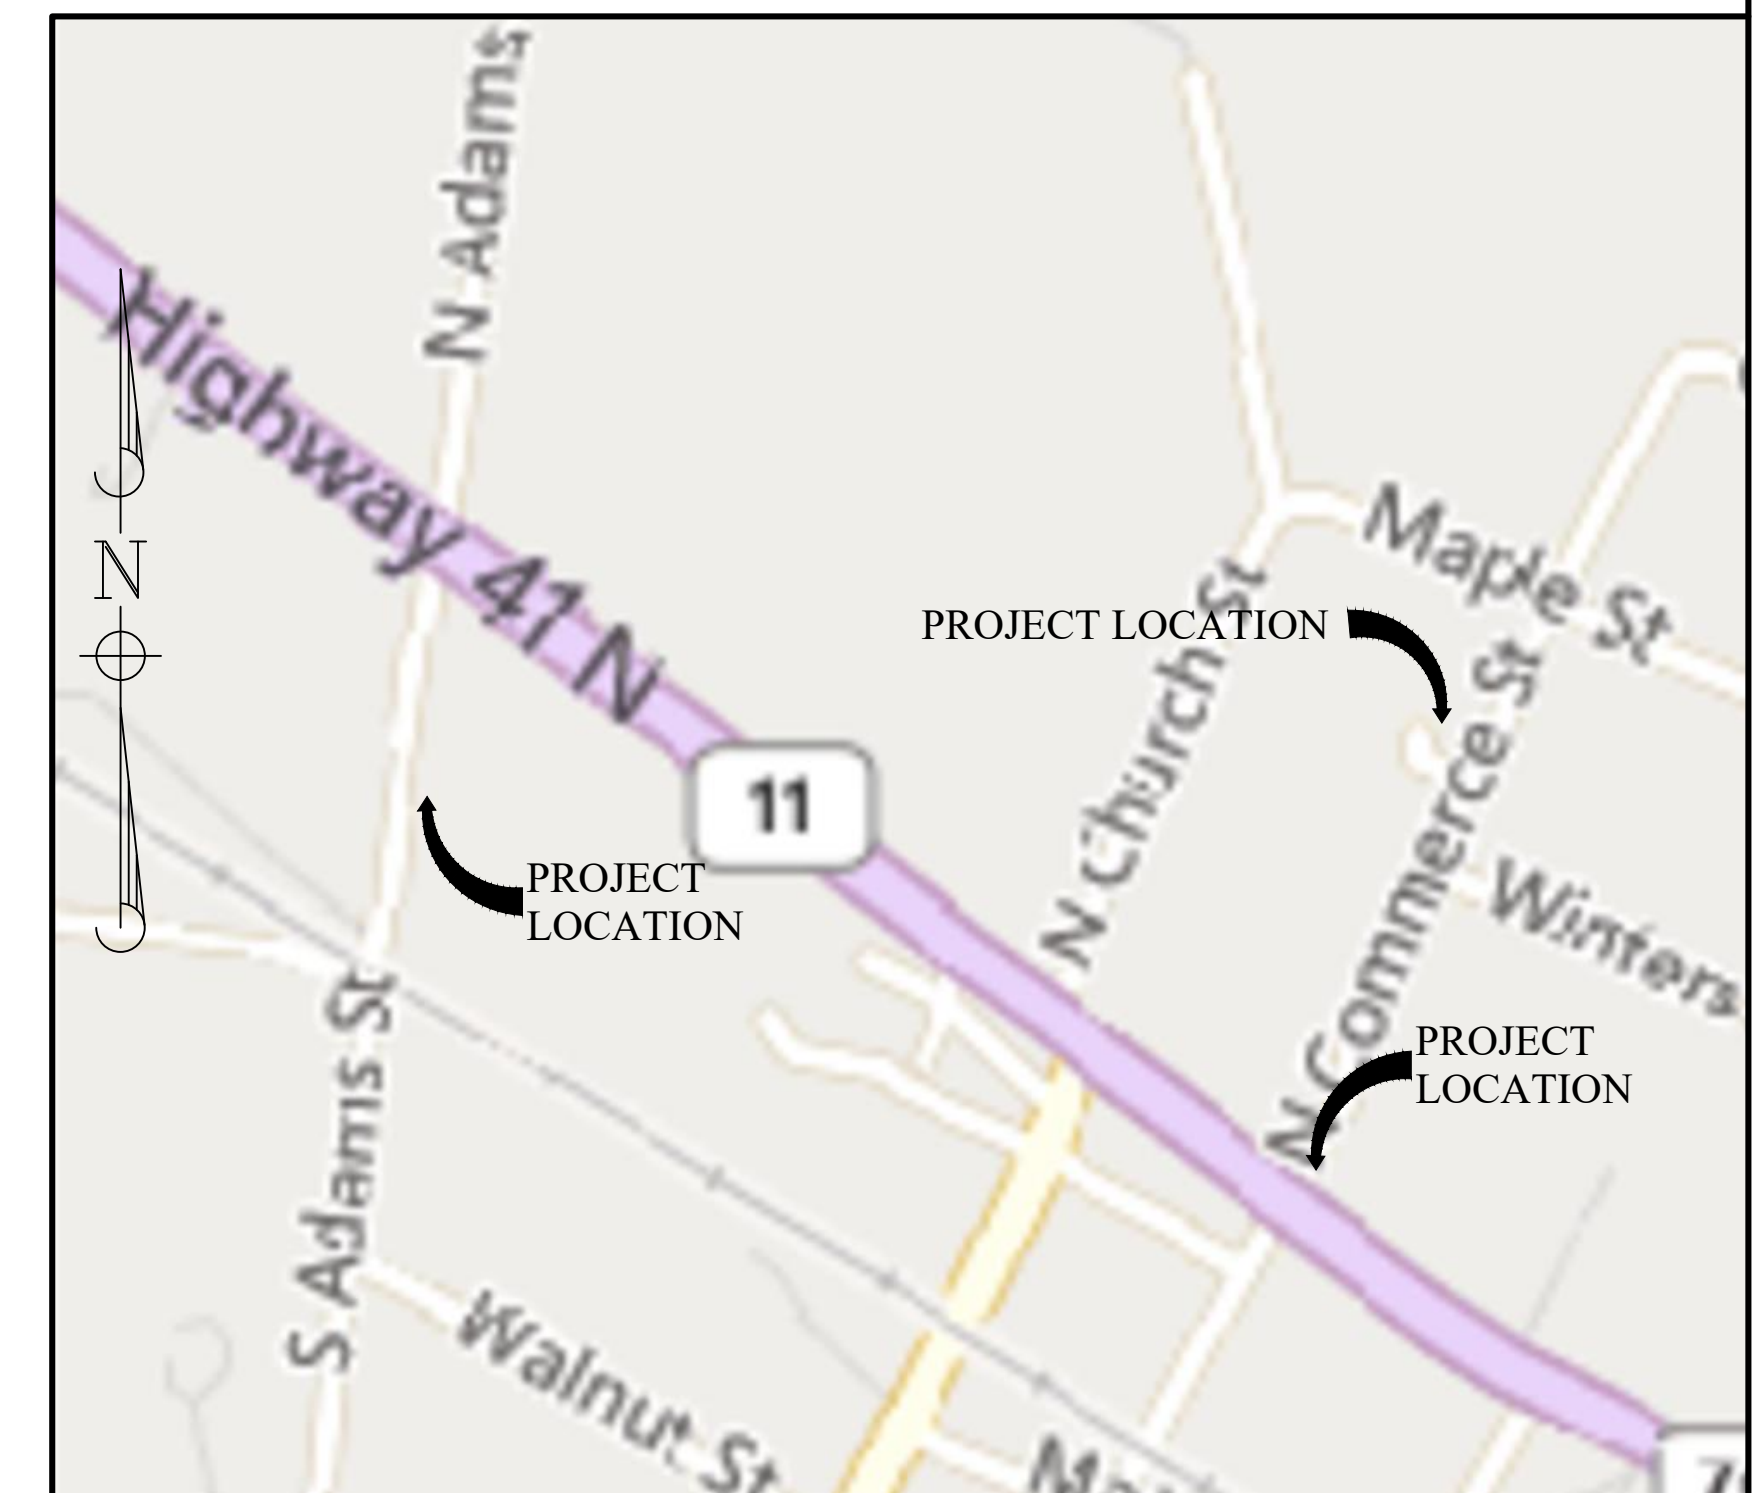 N Adams
Highway 41 N
N
Maple St
PROJECT LOCATION
N Church St
N Commerce St
11
PROJECT
LOCATION
Winters
PROJECT
LOCATION
S Adams St
Walnut St